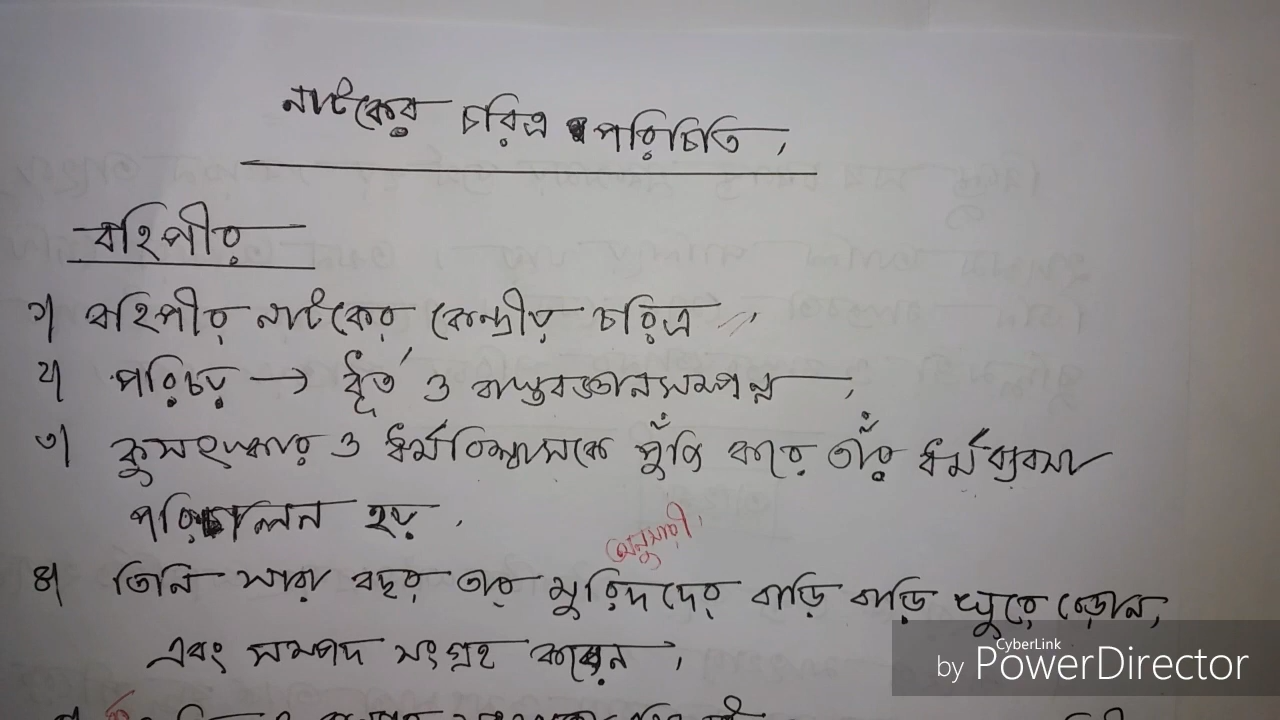 নাটকের চরিত্র পরিচিতি,
বহিপীর
১) বহিপীর নাটকের কেন্দ্রীয় চরিত্র ,
২) পরিচয় → ধূর্ত ও বাস্তবজ্ঞানসম্পন্ন ,
৩) কুসংস্কার ও ধর্মবিশ্বাসকে পুঁজি করে তাঁর ধর্মব্যবসা
পরিচালন হয় .
অনুসারী,
৪) তিনি সারা বছর তার মুরিদদের বাড়ি বাড়ি ঘুরে বেড়ান,
এবং সম্পদ সংগ্রহ করেন ,
CyberLink
by PowerDirector